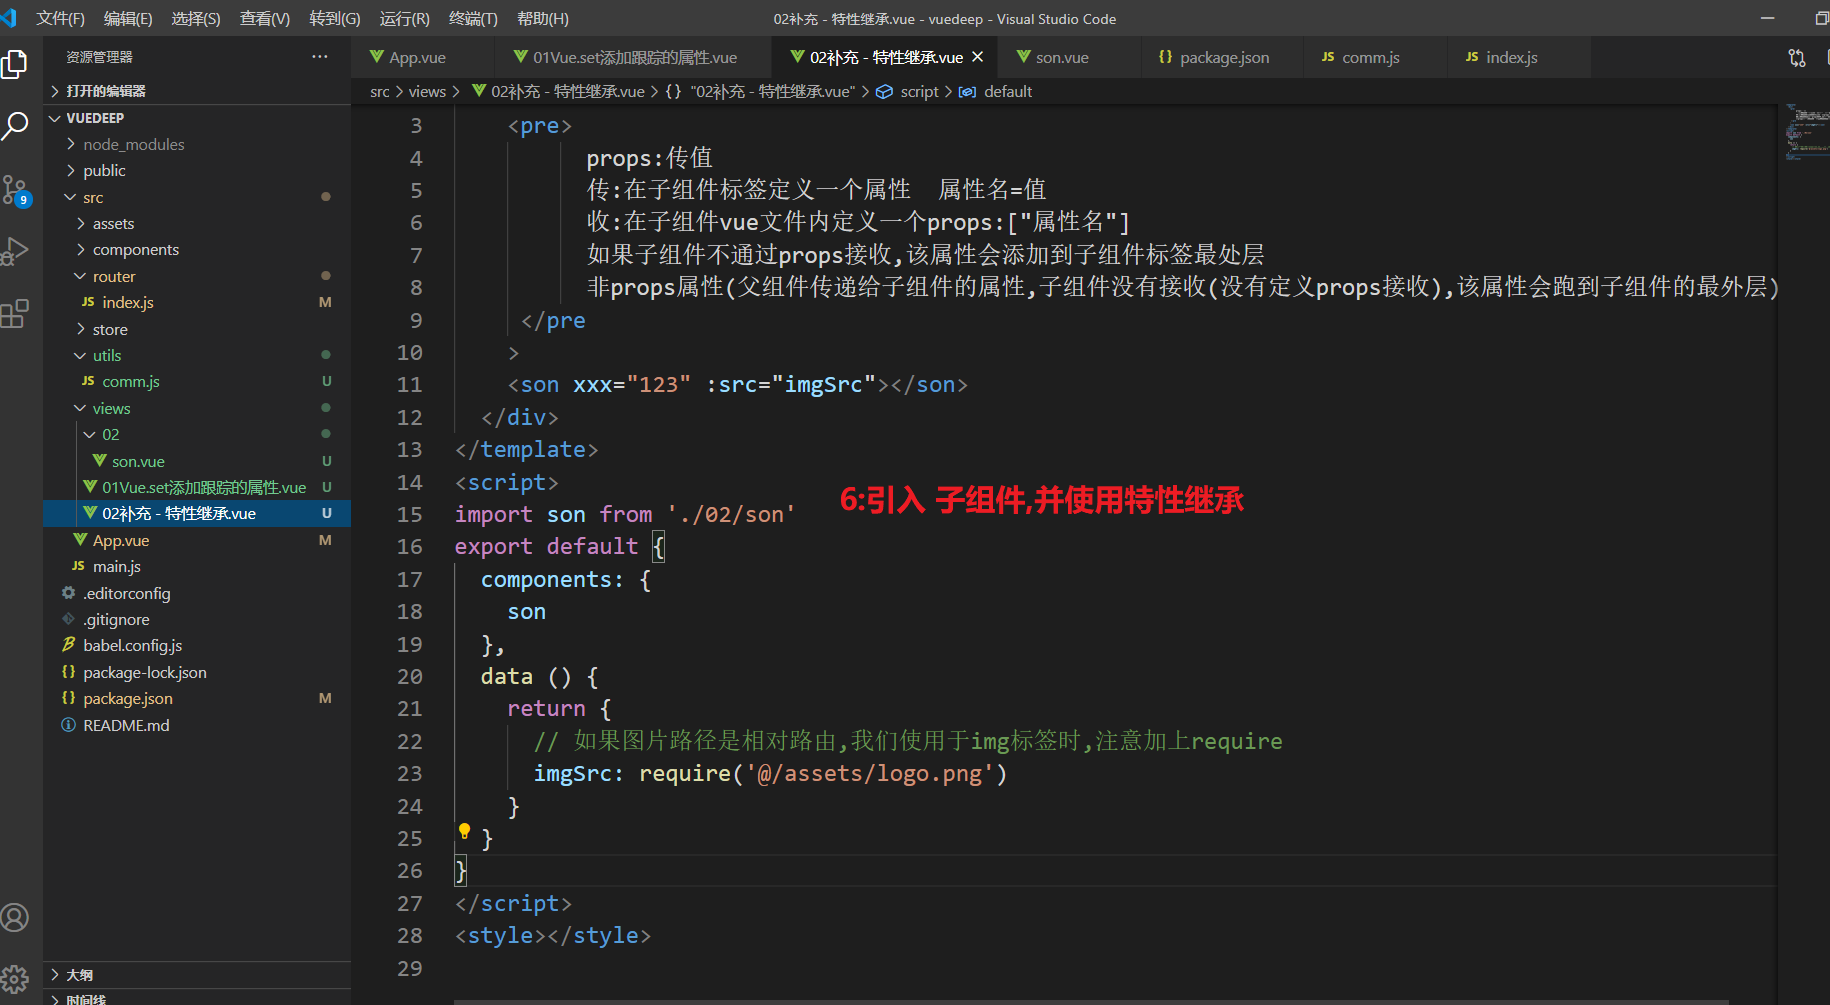 文件(F) 编辑(E) 选择(S) 查看(V) 转到(G) 运行(R) 终端(T) 帮助(H) 02补充 - 特性继承.vue - vuedeep - Visual Studio Code
资源管理器 ···
打开的编辑器
VUEDEEP
node_modules
public
src
assets
components
router
JS index.js M
store
utils
JS comm.js U
views
02
son.vue U
01Vue.set添加跟踪的属性.vue U
02补充 - 特性继承.vue U
App.vue M
JS main.js
.editorconfig
.gitignore
babel.config.js
{} package-lock.json
{} package.json M
README.md
大纲
时间线
9
App.vue 01Vue.set添加跟踪的属性.vue 02补充 - 特性继承.vue son.vue {} package.json JS comm.js JS index.js
src > views > 02补充 - 特性继承.vue > {} "02补充 - 特性继承.vue" > script > default
3 <pre>
4 props:传值
5 传:在子组件标签定义一个属性  属性名=值
6 收:在子组件vue文件内定义一个props:["属性名"]
7 如果子组件不通过props接收,该属性会添加到子组件标签最处层
8 非props属性(父组件传递给子组件的属性,子组件没有接收(没有定义props接收),该属性会跑到子组件的最外层)
9 </pre
10 >
11 <son xxx="123" :src="imgSrc"></son>
12 </div>
13 </template>
14 <script>
6:引入 子组件,并使用特性继承
15 import son from './02/son'
16 export default {
17 components: {
18 son
19 },
20 data () {
21 return {
22 // 如果图片路径是相对路由,我们使用于img标签时,注意加上require
23 imgSrc: require('@/assets/logo.png')
24 }
25 }
26 }
27 </script>
28 <style></style>
29